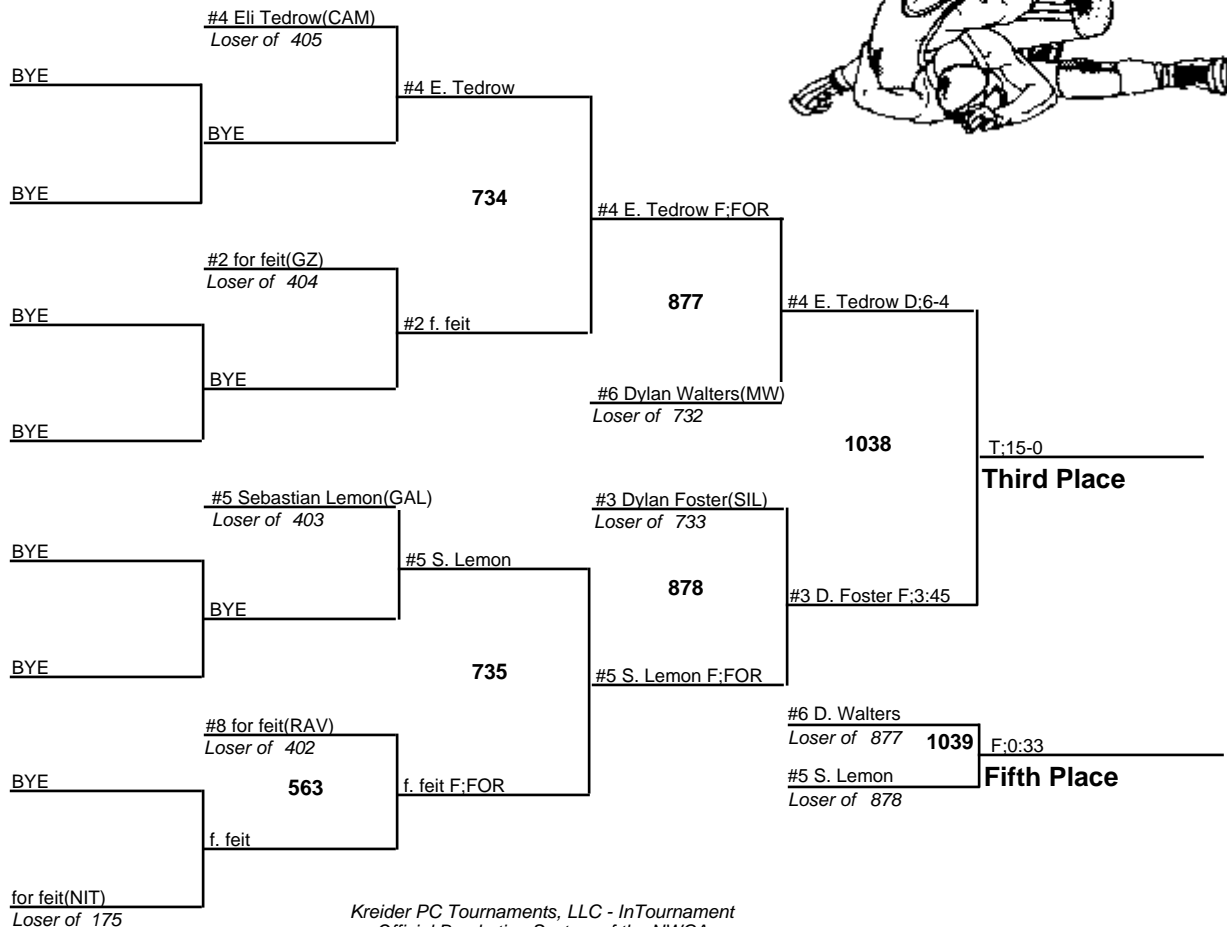 #4 Eli Tedrow(CAM)
Loser of 405
BYE
#4 E. Tedrow
BYE
BYE
734
#4 E. Tedrow F;FOR
#2 for feit(GZ)
Loser of 404
877
#4 E. Tedrow D;6-4
BYE
#2 f. feit
BYE
#6 Dylan Walters(MW)
Loser of 732
BYE
1038
T;15-0
Third Place
#5 Sebastian Lemon(GAL)
Loser of 403
#3 Dylan Foster(SIL)
Loser of 733
BYE
#5 S. Lemon
878
#3 D. Foster F;3:45
BYE
BYE
735
#5 S. Lemon F;FOR
#8 for feit(RAV)
Loser of 402
#6 D. Walters
Loser of 877
1039
F;0:33
Fifth Place
BYE
563
f. feit F;FOR
#5 S. Lemon
Loser of 878
f. feit
for feit(NIT)
Loser of 175
Kreider PC Tournaments, LLC - InTournament